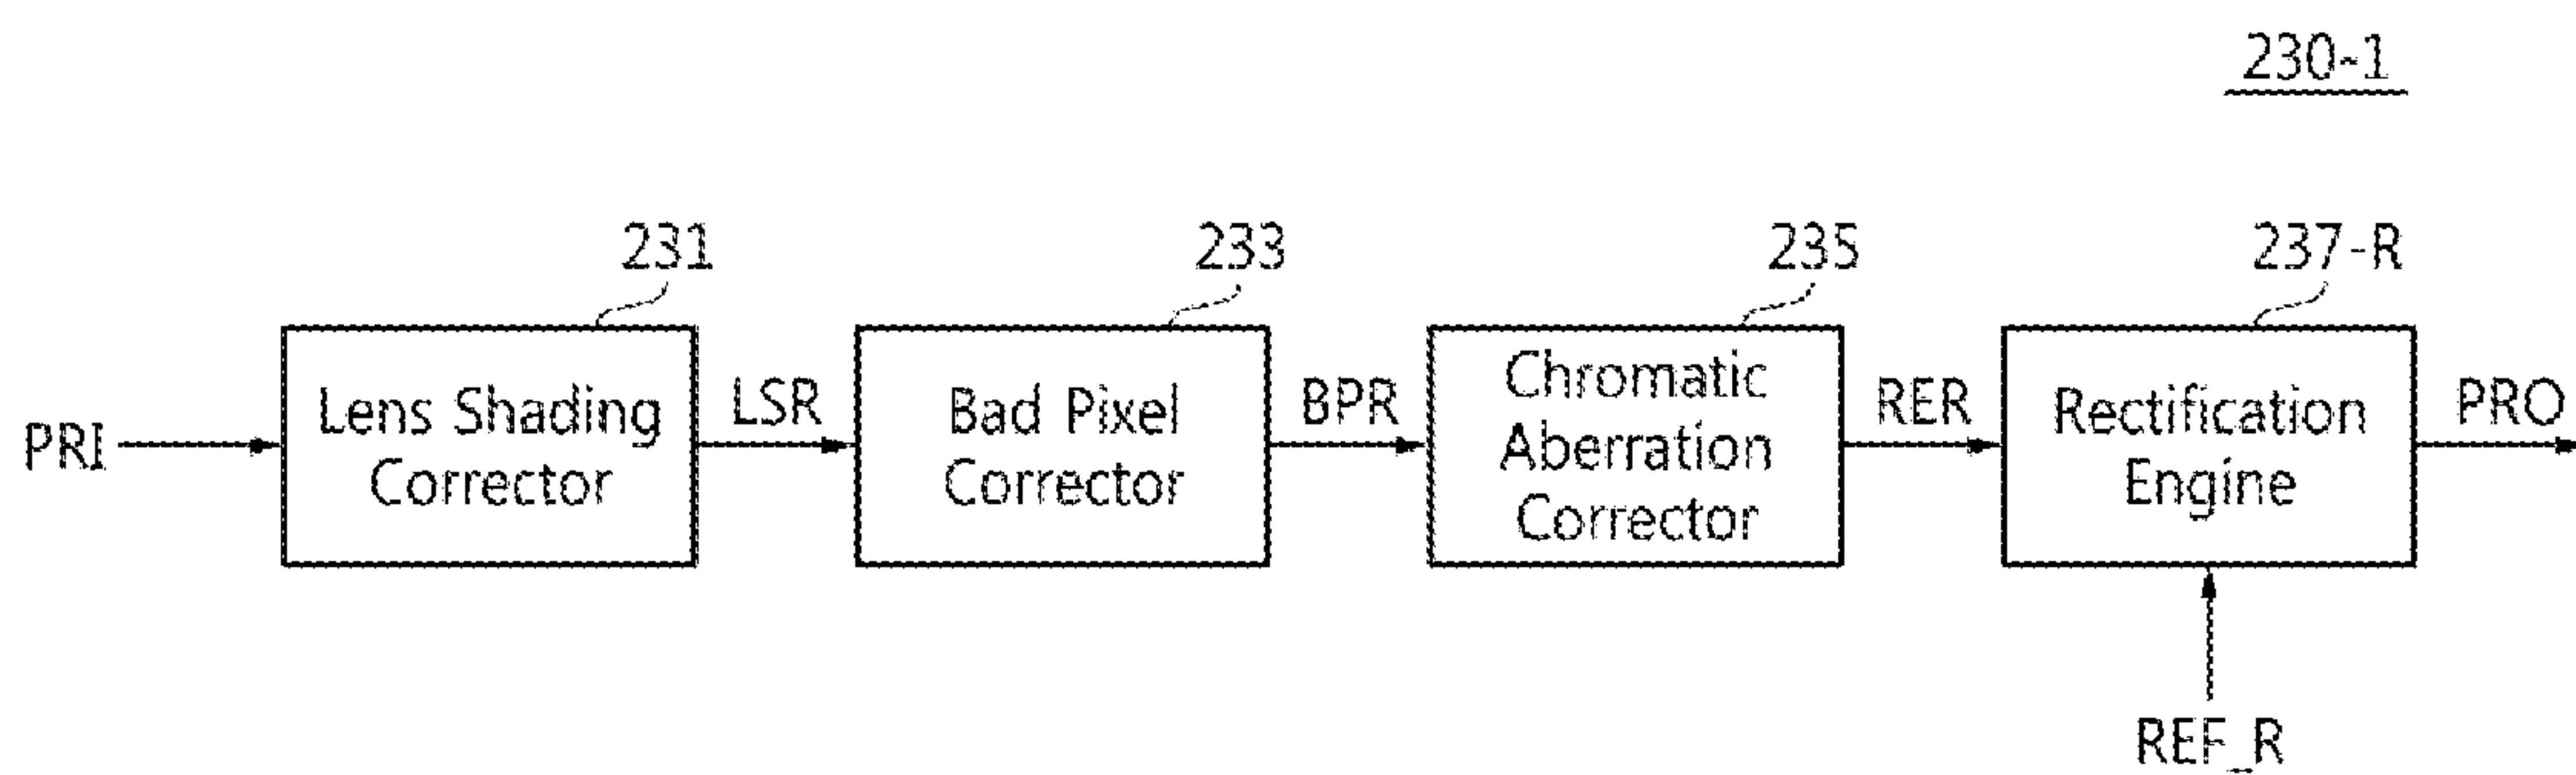 230-1
231
233
235
237-R
PRI
Lens Shading
Corrector
LSR
Bad Pixel
Corrector
BPR
Chromatic
Aberration
Corrector
RER
Rectification
Engine
PRO
REF_R